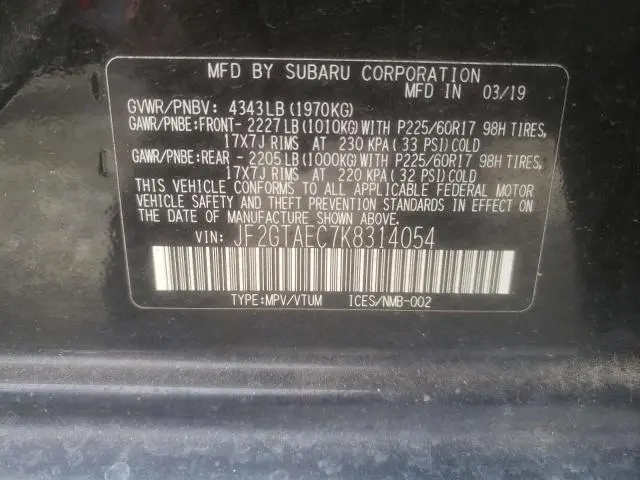 MFD BY SUBARU CORPORATION
MFD IN 03/19
GVWR/PNBV: 4343LB(1970KG)
GAWR/PNBE:FRONT- 2227LB(1010KG)WITH P225/60R17 98H TIRES,
17X7J RIMS AT 230 KPA(33 PSI)COLD
GAWR/PNBE:REAR - 2205LB(1000KG)WITH P225/60R17 98H TIRES,
17X7J RIMS AT 220 KPA(32 PSI)COLD
THIS VEHICLE CONFORMS TO ALL APPLICABLE FEDERAL MOTOR
VEHICLE SAFETY AND THEFT PREVENTION STANDARDS IN EFFECT ON
THE DATE OF MANUFACTURE SHOWN ABOVE.
VIN: JF2GTAEC7K8314054
TYPE:MPV/VTUM ICES/NMB-002